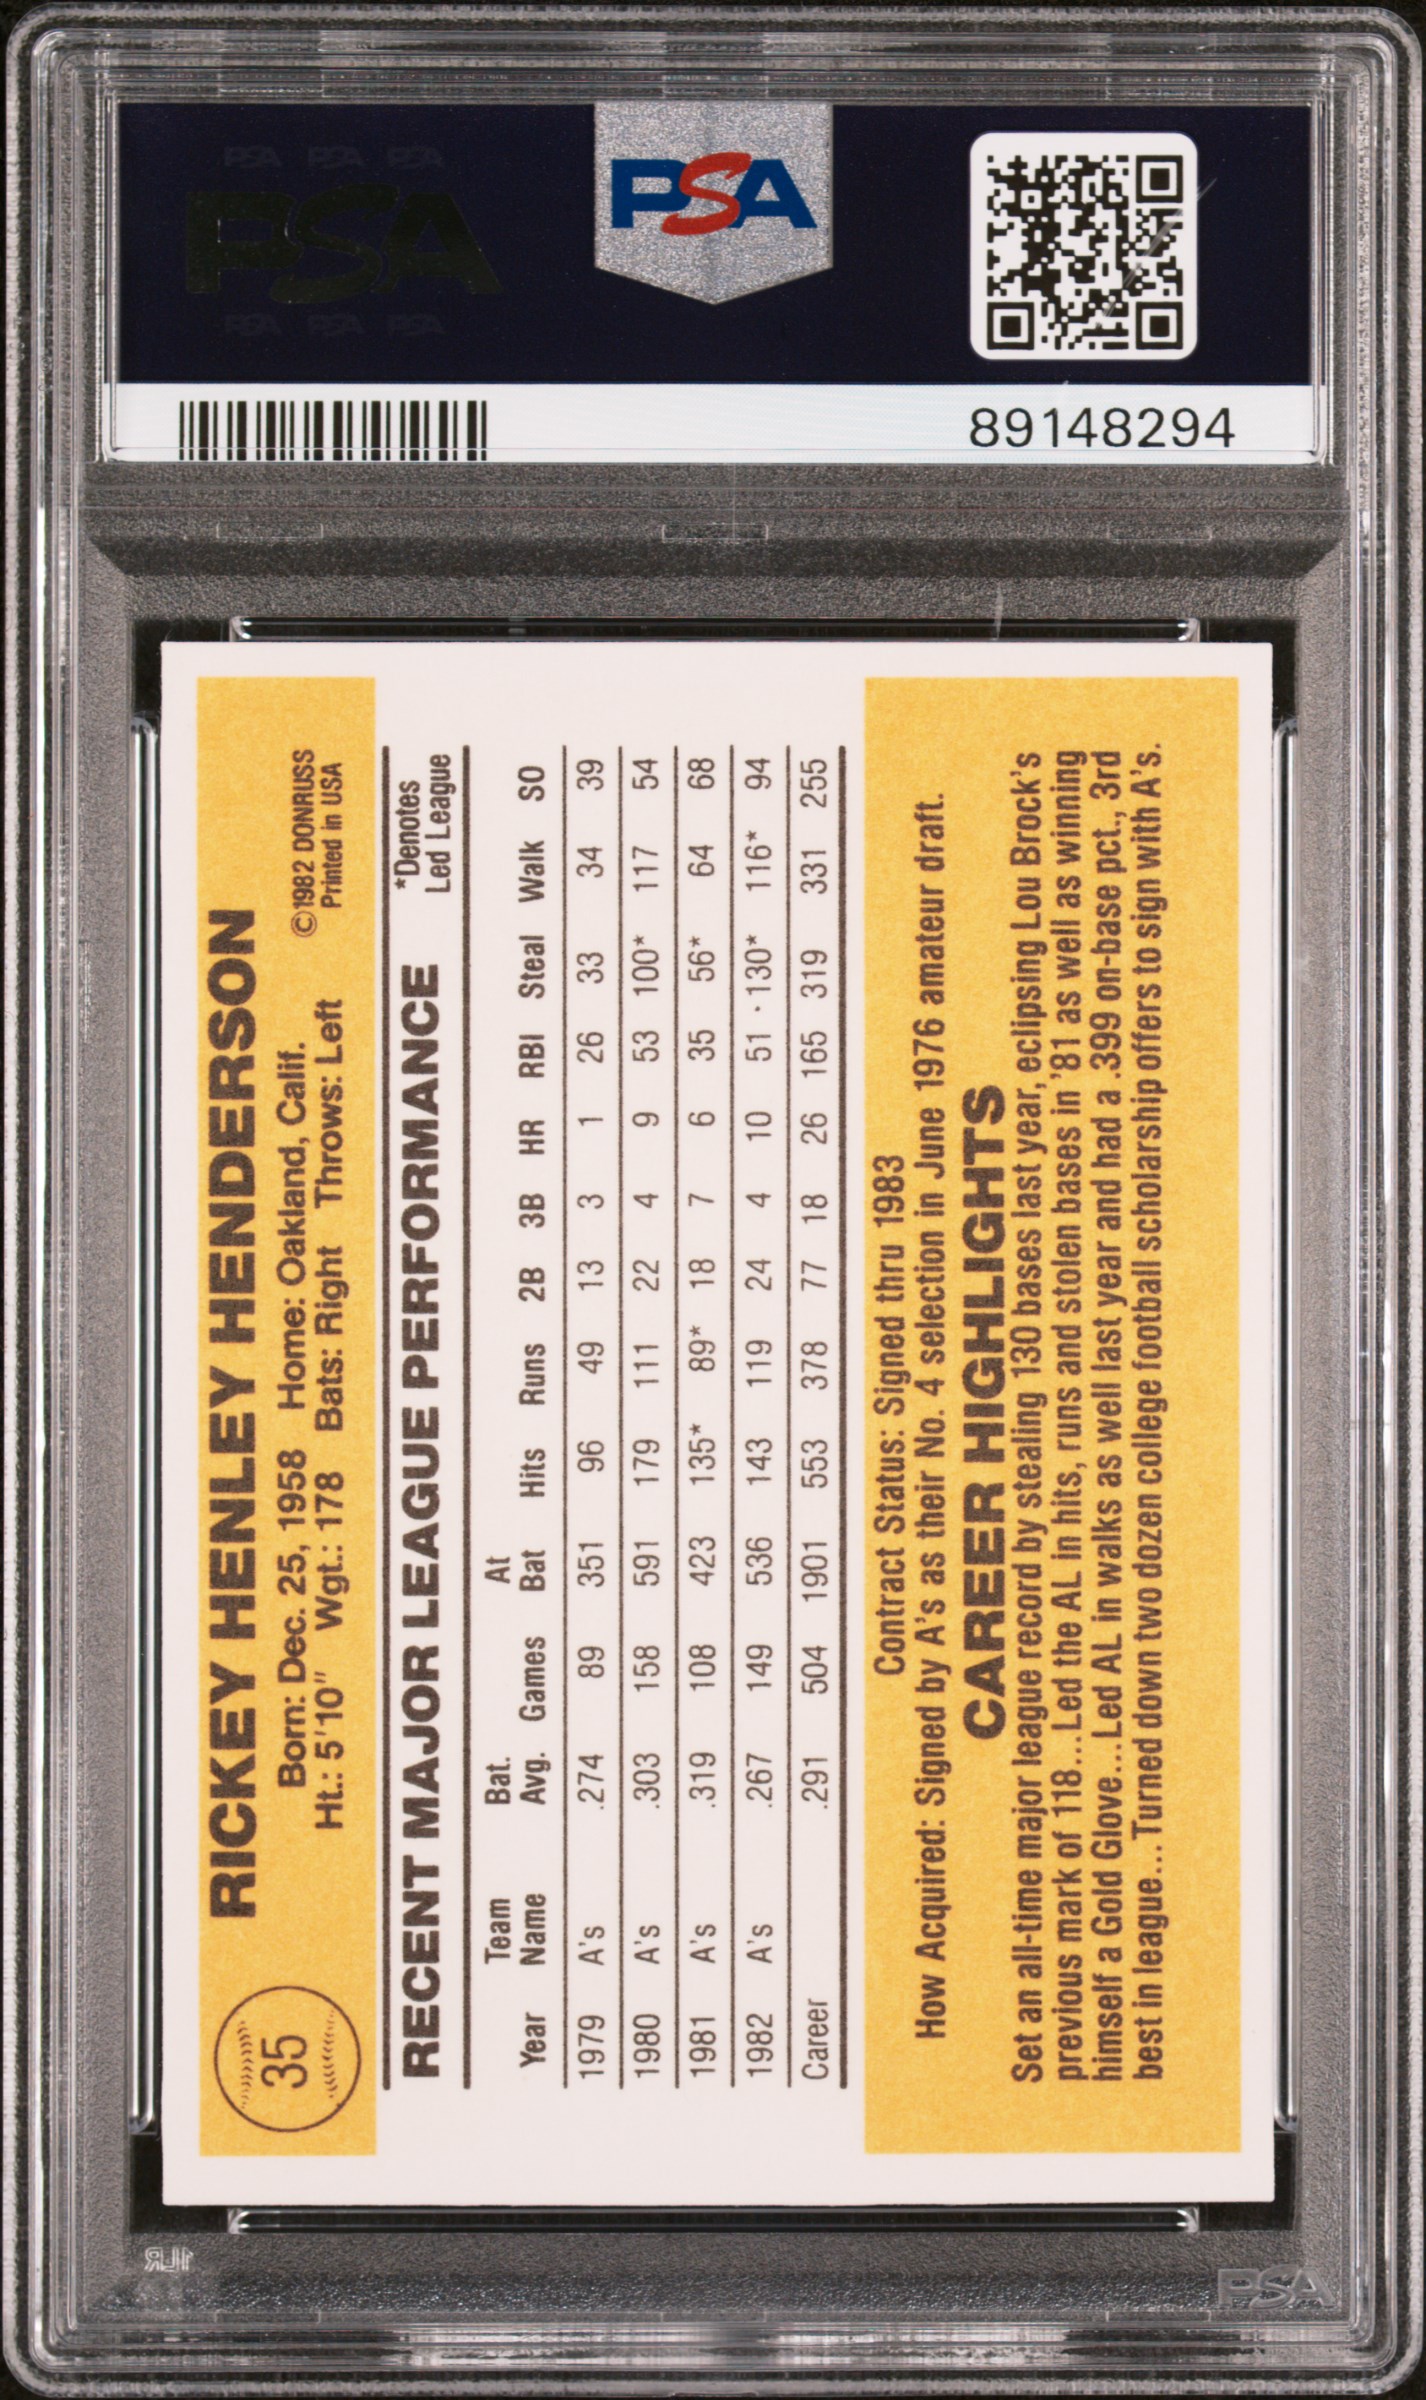 PSA PSA PSA
PSA
PSA PSA PSA
PSA
89148294
35
RICKEY HENLEY HENDERSON
Born: Dec. 25, 1958 Home: Oakland, Calif. ©1982 DONRUSS
Ht.: 5'10" Wgt.: 178 Bats: Right Throws: Left Printed in USA
RECENT MAJOR LEAGUE PERFORMANCE *Denotes
Led League
Team Bat. At
Year Name Avg. Games Bat Hits Runs 2B 3B HR RBI Steal Walk SO
1979 A's .274 89 351 96 49 13 3 1 26 33 34 39
1980 A's .303 158 591 179 111 22 4 9 53 100* 117 54
1981 A's .319 108 423 135* 89* 18 7 6 35 56* 64 68
1982 A's .267 149 536 143 119 24 4 10 51 · 130* 116* 94
Career .291 504 1901 553 378 77 18 26 165 319 331 255
Contract Status: Signed thru 1983
How Acquired: Signed by A's as their No. 4 selection in June 1976 amateur draft.
CAREER HIGHLIGHTS
Set an all-time major league record by stealing 130 bases last year, eclipsing Lou Brock's
previous mark of 118...Led the AL in hits, runs and stolen bases in '81 as well as winning
himself a Gold Glove...Led AL in walks as well last year and had a .399 on-base pct., 3rd
best in league...Turned down two dozen college football scholarship offers to sign with A's.
1LR
PSA